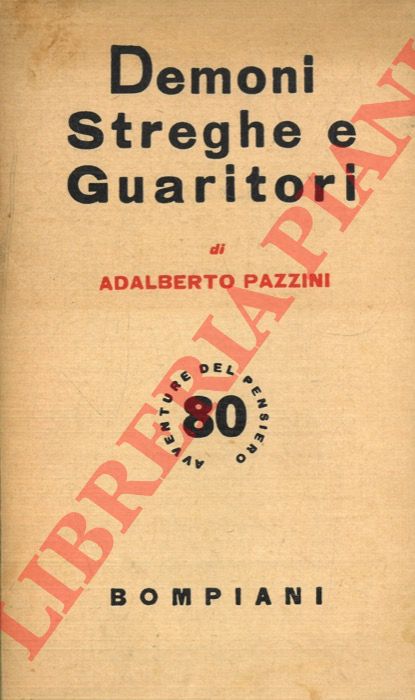 Demoni
Streghe e
Guaritori
di
ADALBERTO PAZZINI
AVVENTURE DEL PENSIERO
80
BOMPIANI
LIBRERIA PIANI